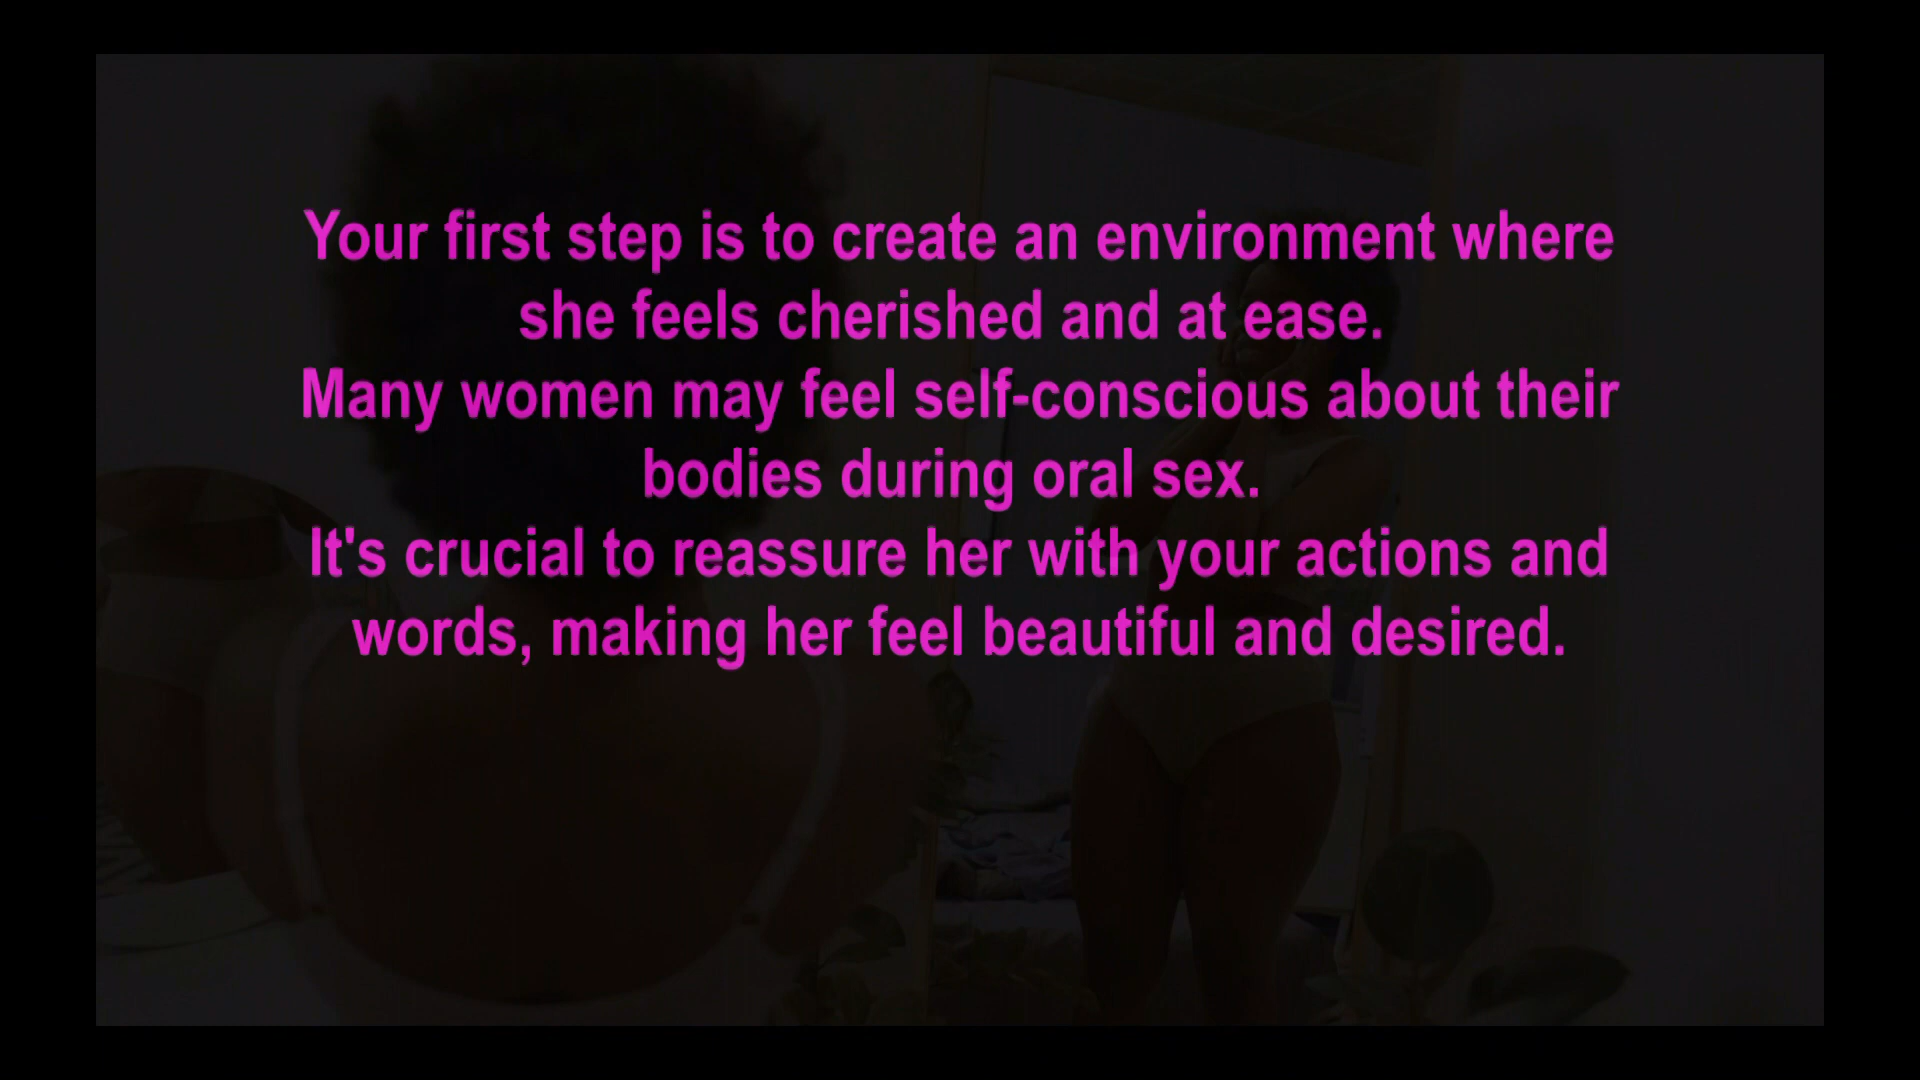 Your first step is to create an environment where
she feels cherished and at ease.
Many women may feel self-conscious about their
bodies during oral sex.
It's crucial to reassure her with your actions and
words, making her feel beautiful and desired.